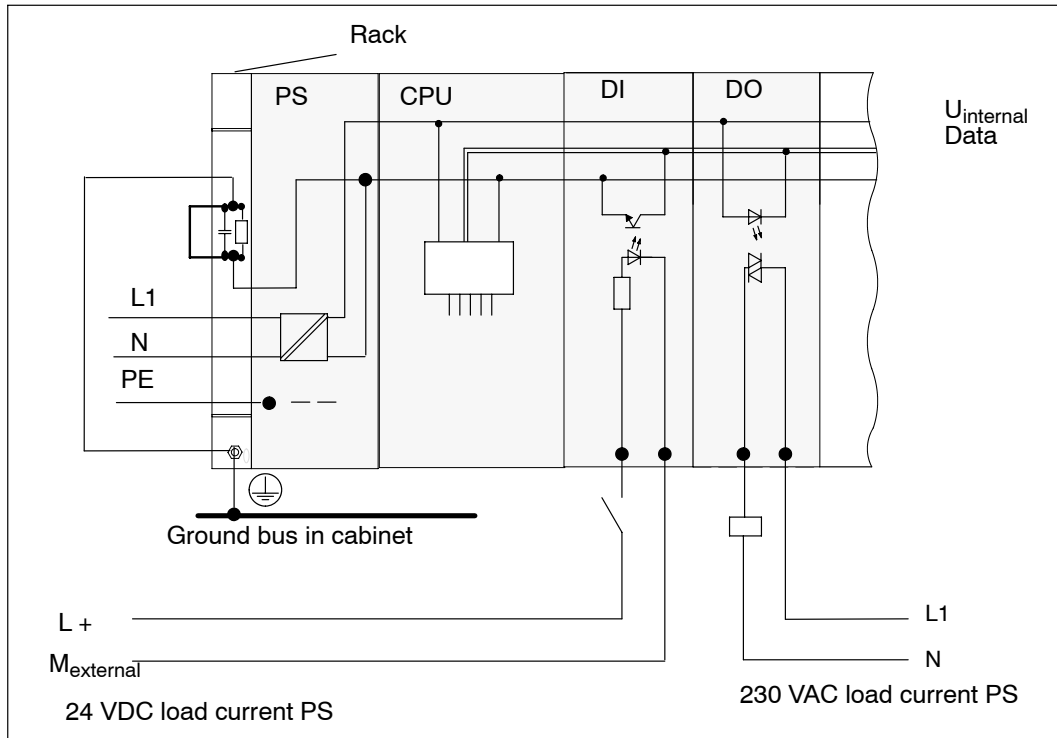 Rack
PS
CPU
DI
DO
Uinternal
Data
L1
N
PE
Ground bus in cabinet
L +
Mexternal
24 VDC load current PS
L1
N
230 VAC load current PS